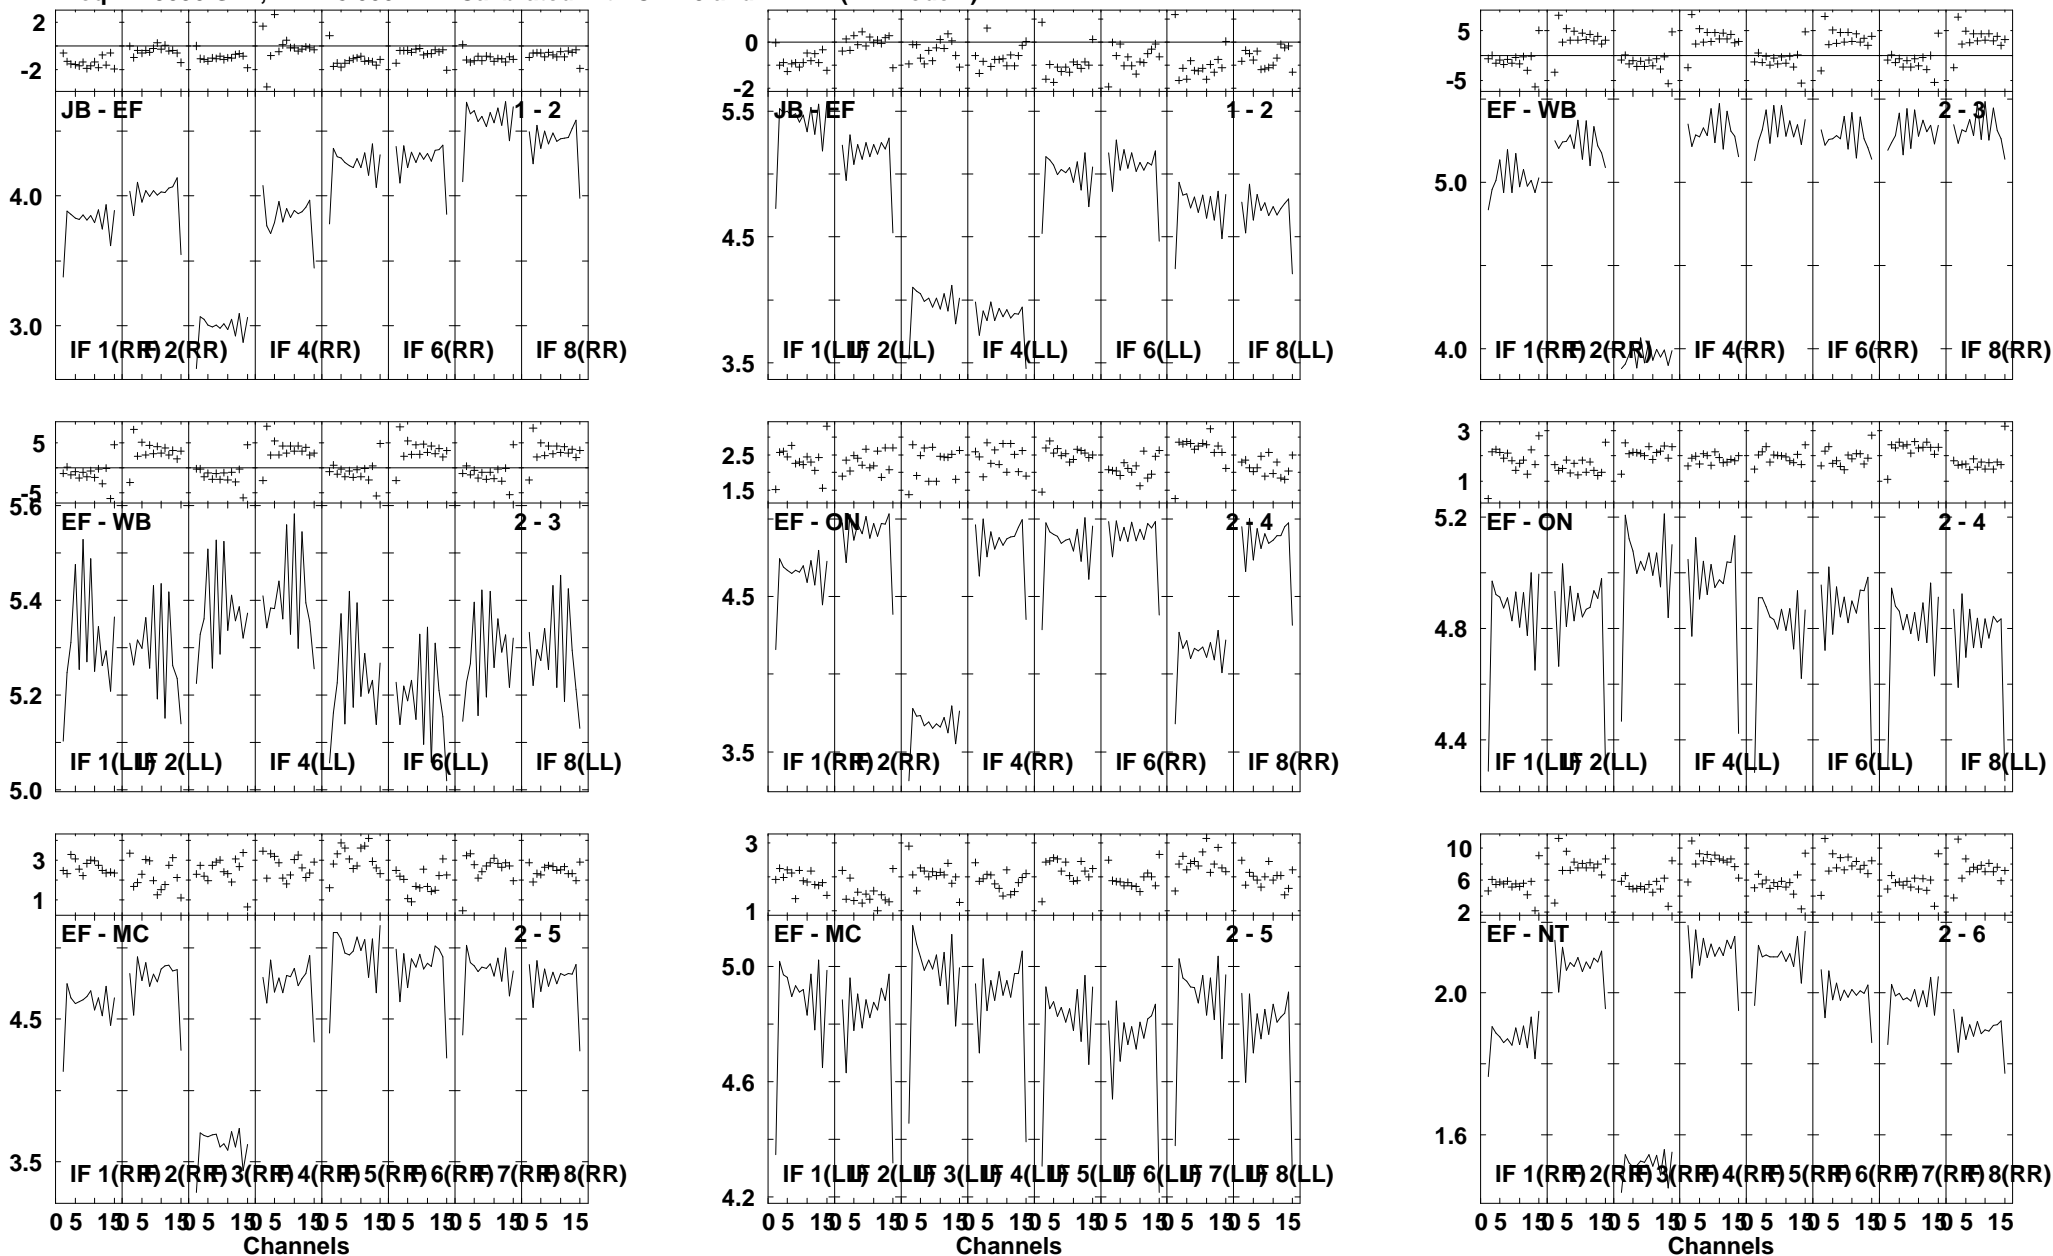 2 0 5
-2 -2 -5
JB - EF 1 - 2 JB - EF 1 - 2 EF - WB 2 - 3
5.5
4.0 4.5 5.0
3.0 3.5 4.0
IF 1(RR) IF 2(RR) IF 4(RR) IF 6(RR) IF 8(RR)
IF 1(LL) IF 2(LL) IF 4(LL) IF 6(LL) IF 8(LL)
IF 1(RR) IF 2(RR) IF 4(RR) IF 6(RR) IF 8(RR)
5 2.5 3
-5 1.5 1
5.6
EF - WB 2 - 3 EF - ON 2 - 4 EF - ON 2 - 4
5.4 4.5 5.2
5.2 3.5 4.8
5.0 4.4
IF 1(LL) IF 2(LL) IF 4(LL) IF 6(LL) IF 8(LL)
IF 1(RR) IF 2(RR) IF 4(RR) IF 6(RR) IF 8(RR)
IF 1(LL) IF 2(LL) IF 4(LL) IF 6(LL) IF 8(LL)
3 3 10
6
1 1 2
EF - MC 2 - 5 EF - MC 2 - 5 EF - NT 2 - 6
4.5 5.0 2.0
3.5 4.6 1.6
4.2
IF 1(RR) IF 2(RR) IF 3(RR) IF 4(RR) IF 5(RR) IF 6(RR) IF 7(RR) IF 8(RR)
IF 1(LL) IF 2(LL) IF 3(LL) IF 4(LL) IF 5(LL) IF 6(LL) IF 7(LL) IF 8(LL)
IF 1(RR) IF 2(RR) IF 3(RR) IF 4(RR) IF 5(RR) IF 6(RR) IF 7(RR) IF 8(RR)
0 5 15 0 5 15 0 5 15 0 5 15 0 5 15 0 5 15 0 5 15 0 5 15
0 5 15 0 5 15 0 5 15 0 5 15 0 5 15 0 5 15 0 5 15 0 5 15
0 5 15 0 5 15 0 5 15 0 5 15 0 5 15 0 5 15 0 5 15 0 5 15
Channels Channels Channels